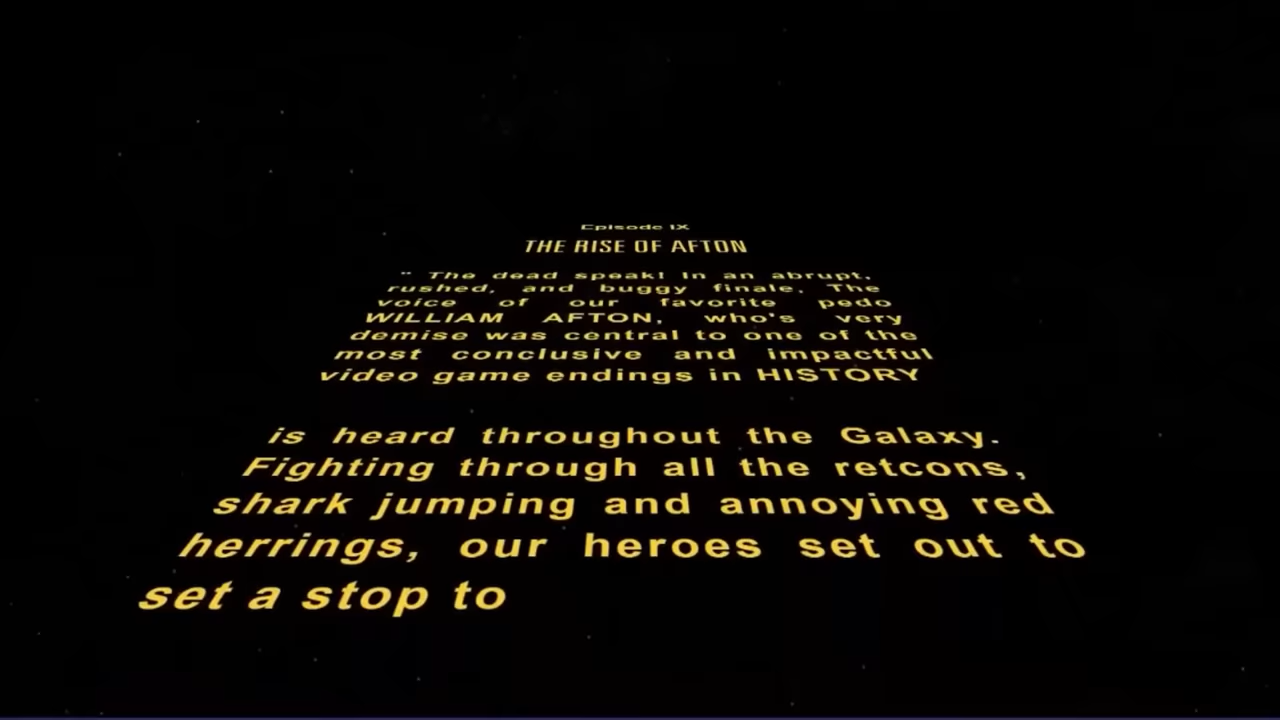 Episode IX
THE RISE OF AFTON
" The dead speak! In an abrupt,
rushed, and buggy finale, The
voice of our favorite pedo
WILLIAM AFTON, who's very
demise was central to one of the
most conclusive and impactful
video game endings in HISTORY
is heard throughout the Galaxy.
Fighting through all the retcons,
shark jumping and annoying red
herrings, our heroes set out to
set a stop to